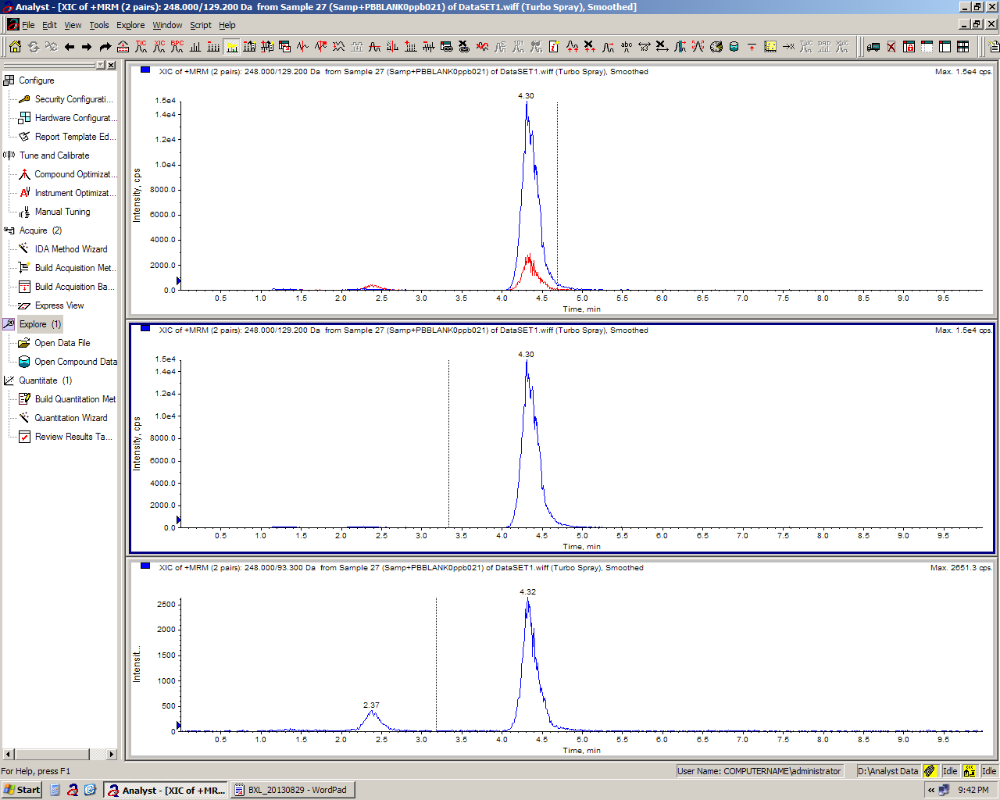 Analyst - [XIC of +MRM (2 pairs): 248.000/129.200 Da  from Sample 27 (Samp+PBBLANK0ppb021) of DataSET1.wiff (Turbo Spray), Smoothed]
File Edit View Tools Explore Window Script Help
TIC XIC BPC
Configure
Security Configurati...
Hardware Configurat...
Report Template Ed...
Tune and Calibrate
Compound Optimizat...
Instrument Optimizat...
Manual Tuning
Acquire (2)
IDA Method Wizard
Build Acquisition Met...
Build Acquisition Ba...
Express View
Explore (1)
Open Data File
Open Compound Data
Quantitate (1)
Build Quantitation Met
Quantitation Wizard
Review Results Ta...
XIC of +MRM (2 pairs): 248.000/129.200 Da  from Sample 27 (Samp+PBBLANK0ppb021) of DataSET1.wiff (Turbo Spray), Smoothed
Max. 1.5e4 cps.
4.30
Intensity, cps
1.5e4
1.4e4
1.2e4
1.0e4
8000.0
6000.0
4000.0
2000.0
0.0
0.5 1.0 1.5 2.0 2.5 3.0 3.5 4.0 4.5 5.0 5.5 6.0 6.5 7.0 7.5 8.0 8.5 9.0 9.5
Time, min
XIC of +MRM (2 pairs): 248.000/129.200 Da  from Sample 27 (Samp+PBBLANK0ppb021) of DataSET1.wiff (Turbo Spray), Smoothed
Max. 1.5e4 cps.
4.30
Intensity, cps
1.5e4
1.4e4
1.2e4
1.0e4
8000.0
6000.0
4000.0
2000.0
0.0
0.5 1.0 1.5 2.0 2.5 3.0 3.5 4.0 4.5 5.0 5.5 6.0 6.5 7.0 7.5 8.0 8.5 9.0 9.5
Time, min
XIC of +MRM (2 pairs): 248.000/93.300 Da  from Sample 27 (Samp+PBBLANK0ppb021) of DataSET1.wiff (Turbo Spray), Smoothed
Max. 2651.3 cps.
4.32
2.37
Intensit...
2500
2000
1500
1000
500
0
0.5 1.0 1.5 2.0 2.5 3.0 3.5 4.0 4.5 5.0 5.5 6.0 6.5 7.0 7.5 8.0 8.5 9.0 9.5
Time, min
For Help, press F1
User Name: COMPUTERNAME\administrator
D:\Analyst Data
Idle
Idle
Start
Analyst - [XIC of +MR...
BXL_20130829 - WordPad
9:42 PM